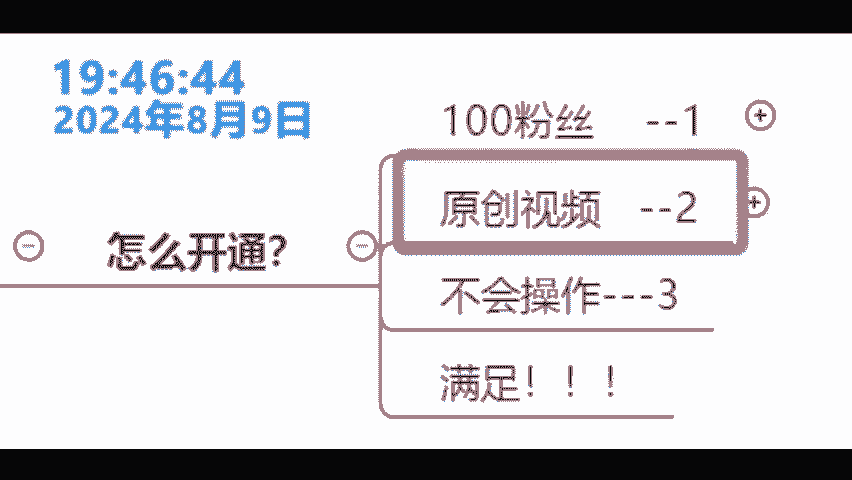 19:46:44
2024年8月9日
100粉丝 --1
原创视频 --2
怎么开通?
不会操作---3
满足！！！